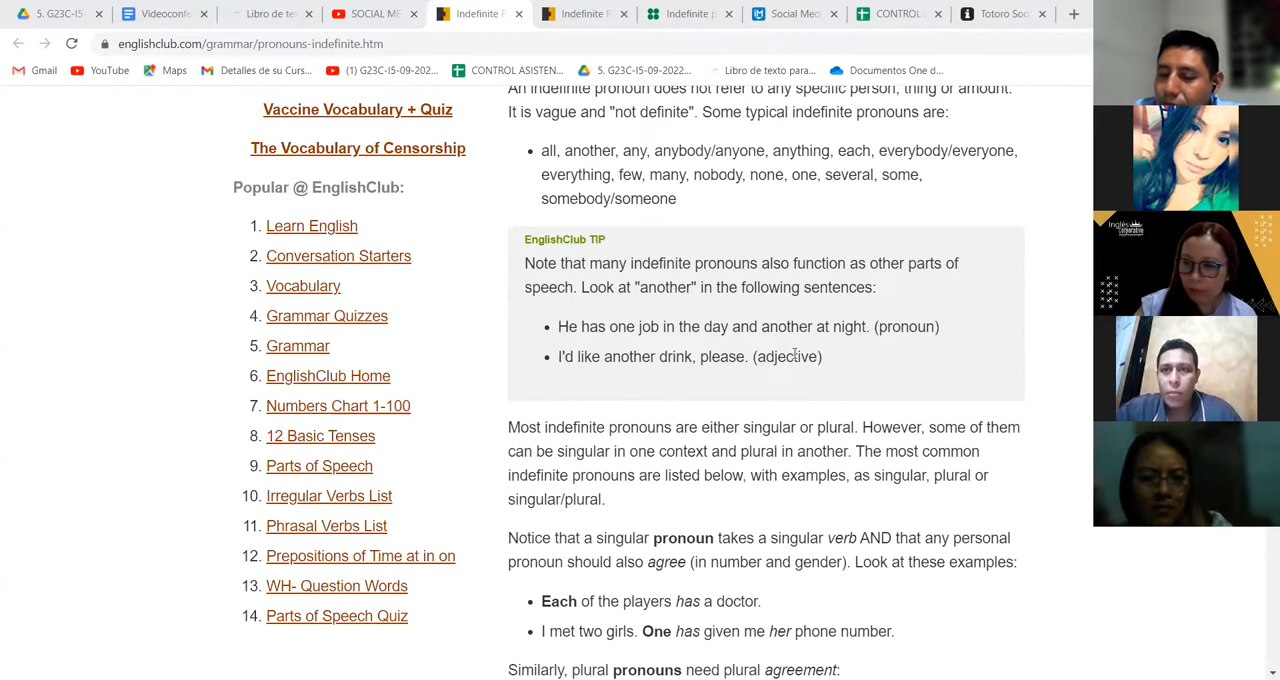 5. G23C-I5-
Videoconfe
Libro de te
SOCIAL ME
Indefinite p
Indefinite P
Indefinite p
Social Med
CONTROL
Totoro Soo
englishclub.com/grammar/pronouns-indefinite.htm
Gmail
YouTube
Maps
Detalles de su Curs...
(1) G23C-I5-09-202...
CONTROL ASISTEN...
5. G23C-I5-09-2022...
Libro de texto para...
Documentos One d...
Vaccine Vocabulary + Quiz
The Vocabulary of Censorship
Popular @ EnglishClub:
1. Learn English
2. Conversation Starters
3. Vocabulary
4. Grammar Quizzes
5. Grammar
6. EnglishClub Home
7. Numbers Chart 1-100
8. 12 Basic Tenses
9. Parts of Speech
10. Irregular Verbs List
11. Phrasal Verbs List
12. Prepositions of Time at in on
13. WH- Question Words
14. Parts of Speech Quiz
An indefinite pronoun does not refer to any specific person, thing or amount.
It is vague and "not definite". Some typical indefinite pronouns are:
• all, another, any, anybody/anyone, anything, each, everybody/everyone,
everything, few, many, nobody, none, one, several, some,
somebody/someone
EnglishClub TIP
Note that many indefinite pronouns also function as other parts of
speech. Look at "another" in the following sentences:
• He has one job in the day and another at night. (pronoun)
• I'd like another drink, please. (adjective)
Most indefinite pronouns are either singular or plural. However, some of them
can be singular in one context and plural in another. The most common
indefinite pronouns are listed below, with examples, as singular, plural or
singular/plural.
Notice that a singular pronoun takes a singular verb AND that any personal
pronoun should also agree (in number and gender). Look at these examples:
• Each of the players has a doctor.
• I met two girls. One has given me her phone number.
Similarly, plural pronouns need plural agreement:
Inglés
Corporativo